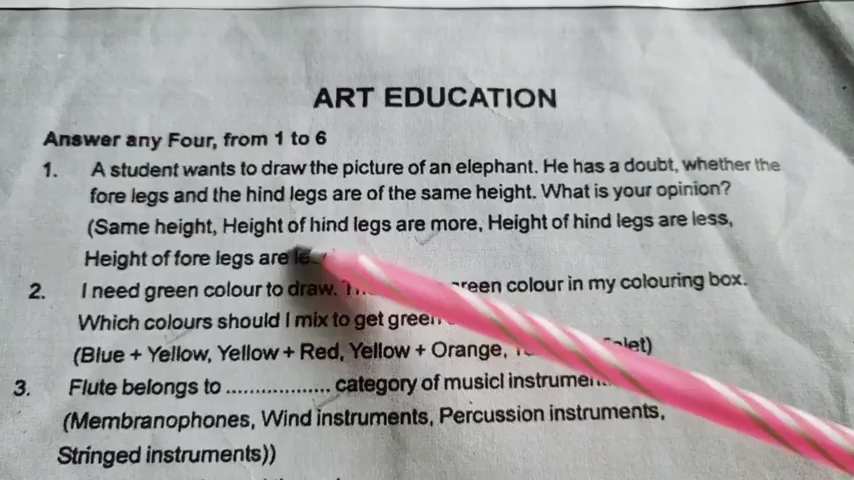 ART EDUCATION
Answer any Four, from 1 to 6
1. A student wants to draw the picture of an elephant. He has a doubt, whether the
fore legs and the hind legs are of the same height. What is your opinion?
(Same height, Height of hind legs are more, Height of hind legs are less,
Height of fore legs are
2. I need green colour to draw. green colour in my colouring box.
Which colours should I mix to get green
(Blue + Yellow, Yellow + Red, Yellow + Orange,
3. Flute belongs to .................. category of musicl
(Membranophones, Wind instruments, Percussion instruments,
Stringed instruments))